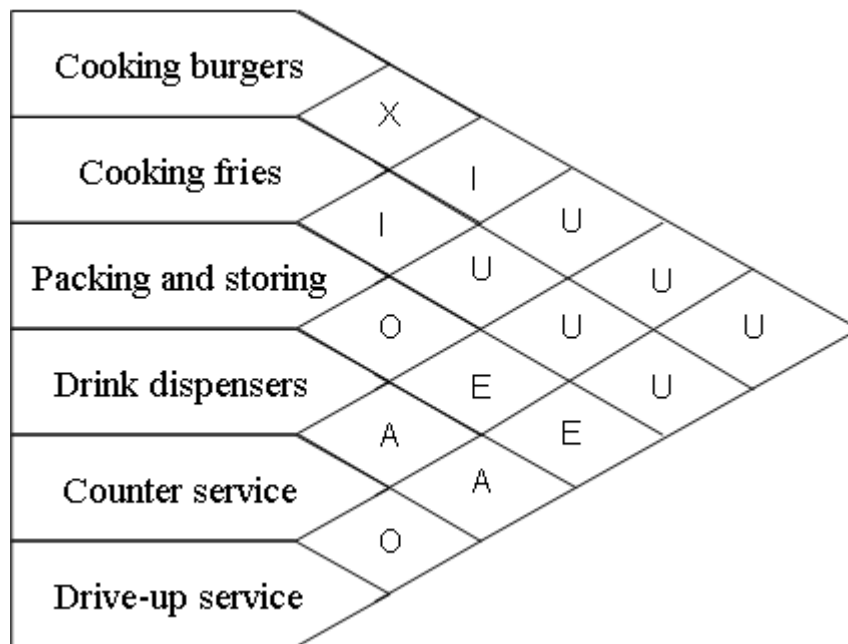 Cooking burgers
X
Cooking fries
I
I
U
Packing and storing
U
U
O
U
U
Drink dispensers
E
U
A
E
Counter service
A
O
Drive-up service